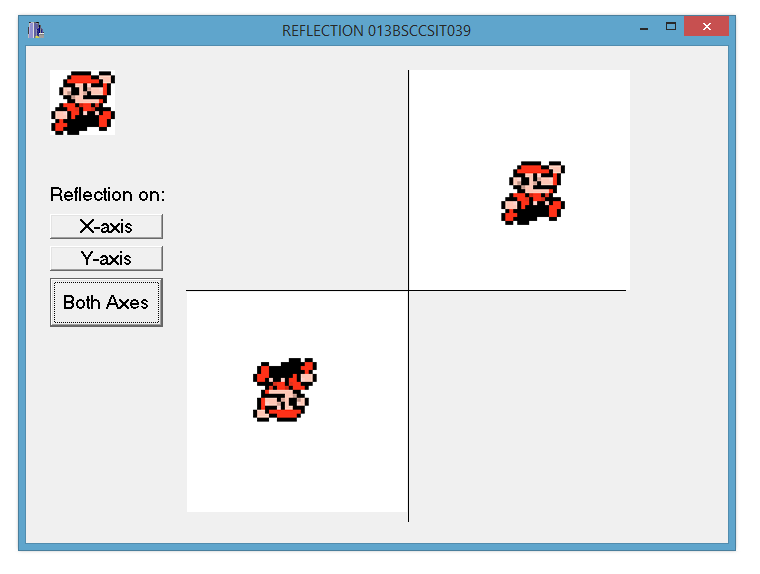 REFLECTION 013BSCCSIT039
Reflection on:
X-axis
Y-axis
Both Axes